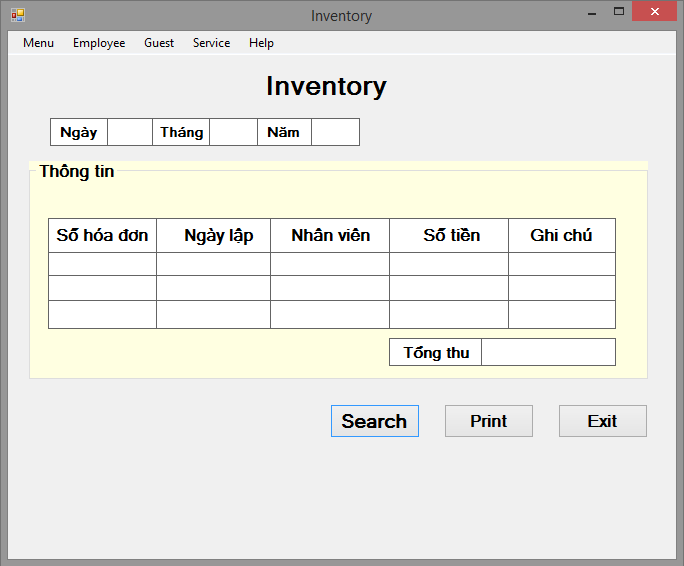 Inventory
Menu Employee Guest Service Help
Inventory
Ngày Tháng Năm
Thông tin
Số hóa đơn Ngày lập Nhân viên Số tiền Ghi chú
Tổng thu
Search Print Exit